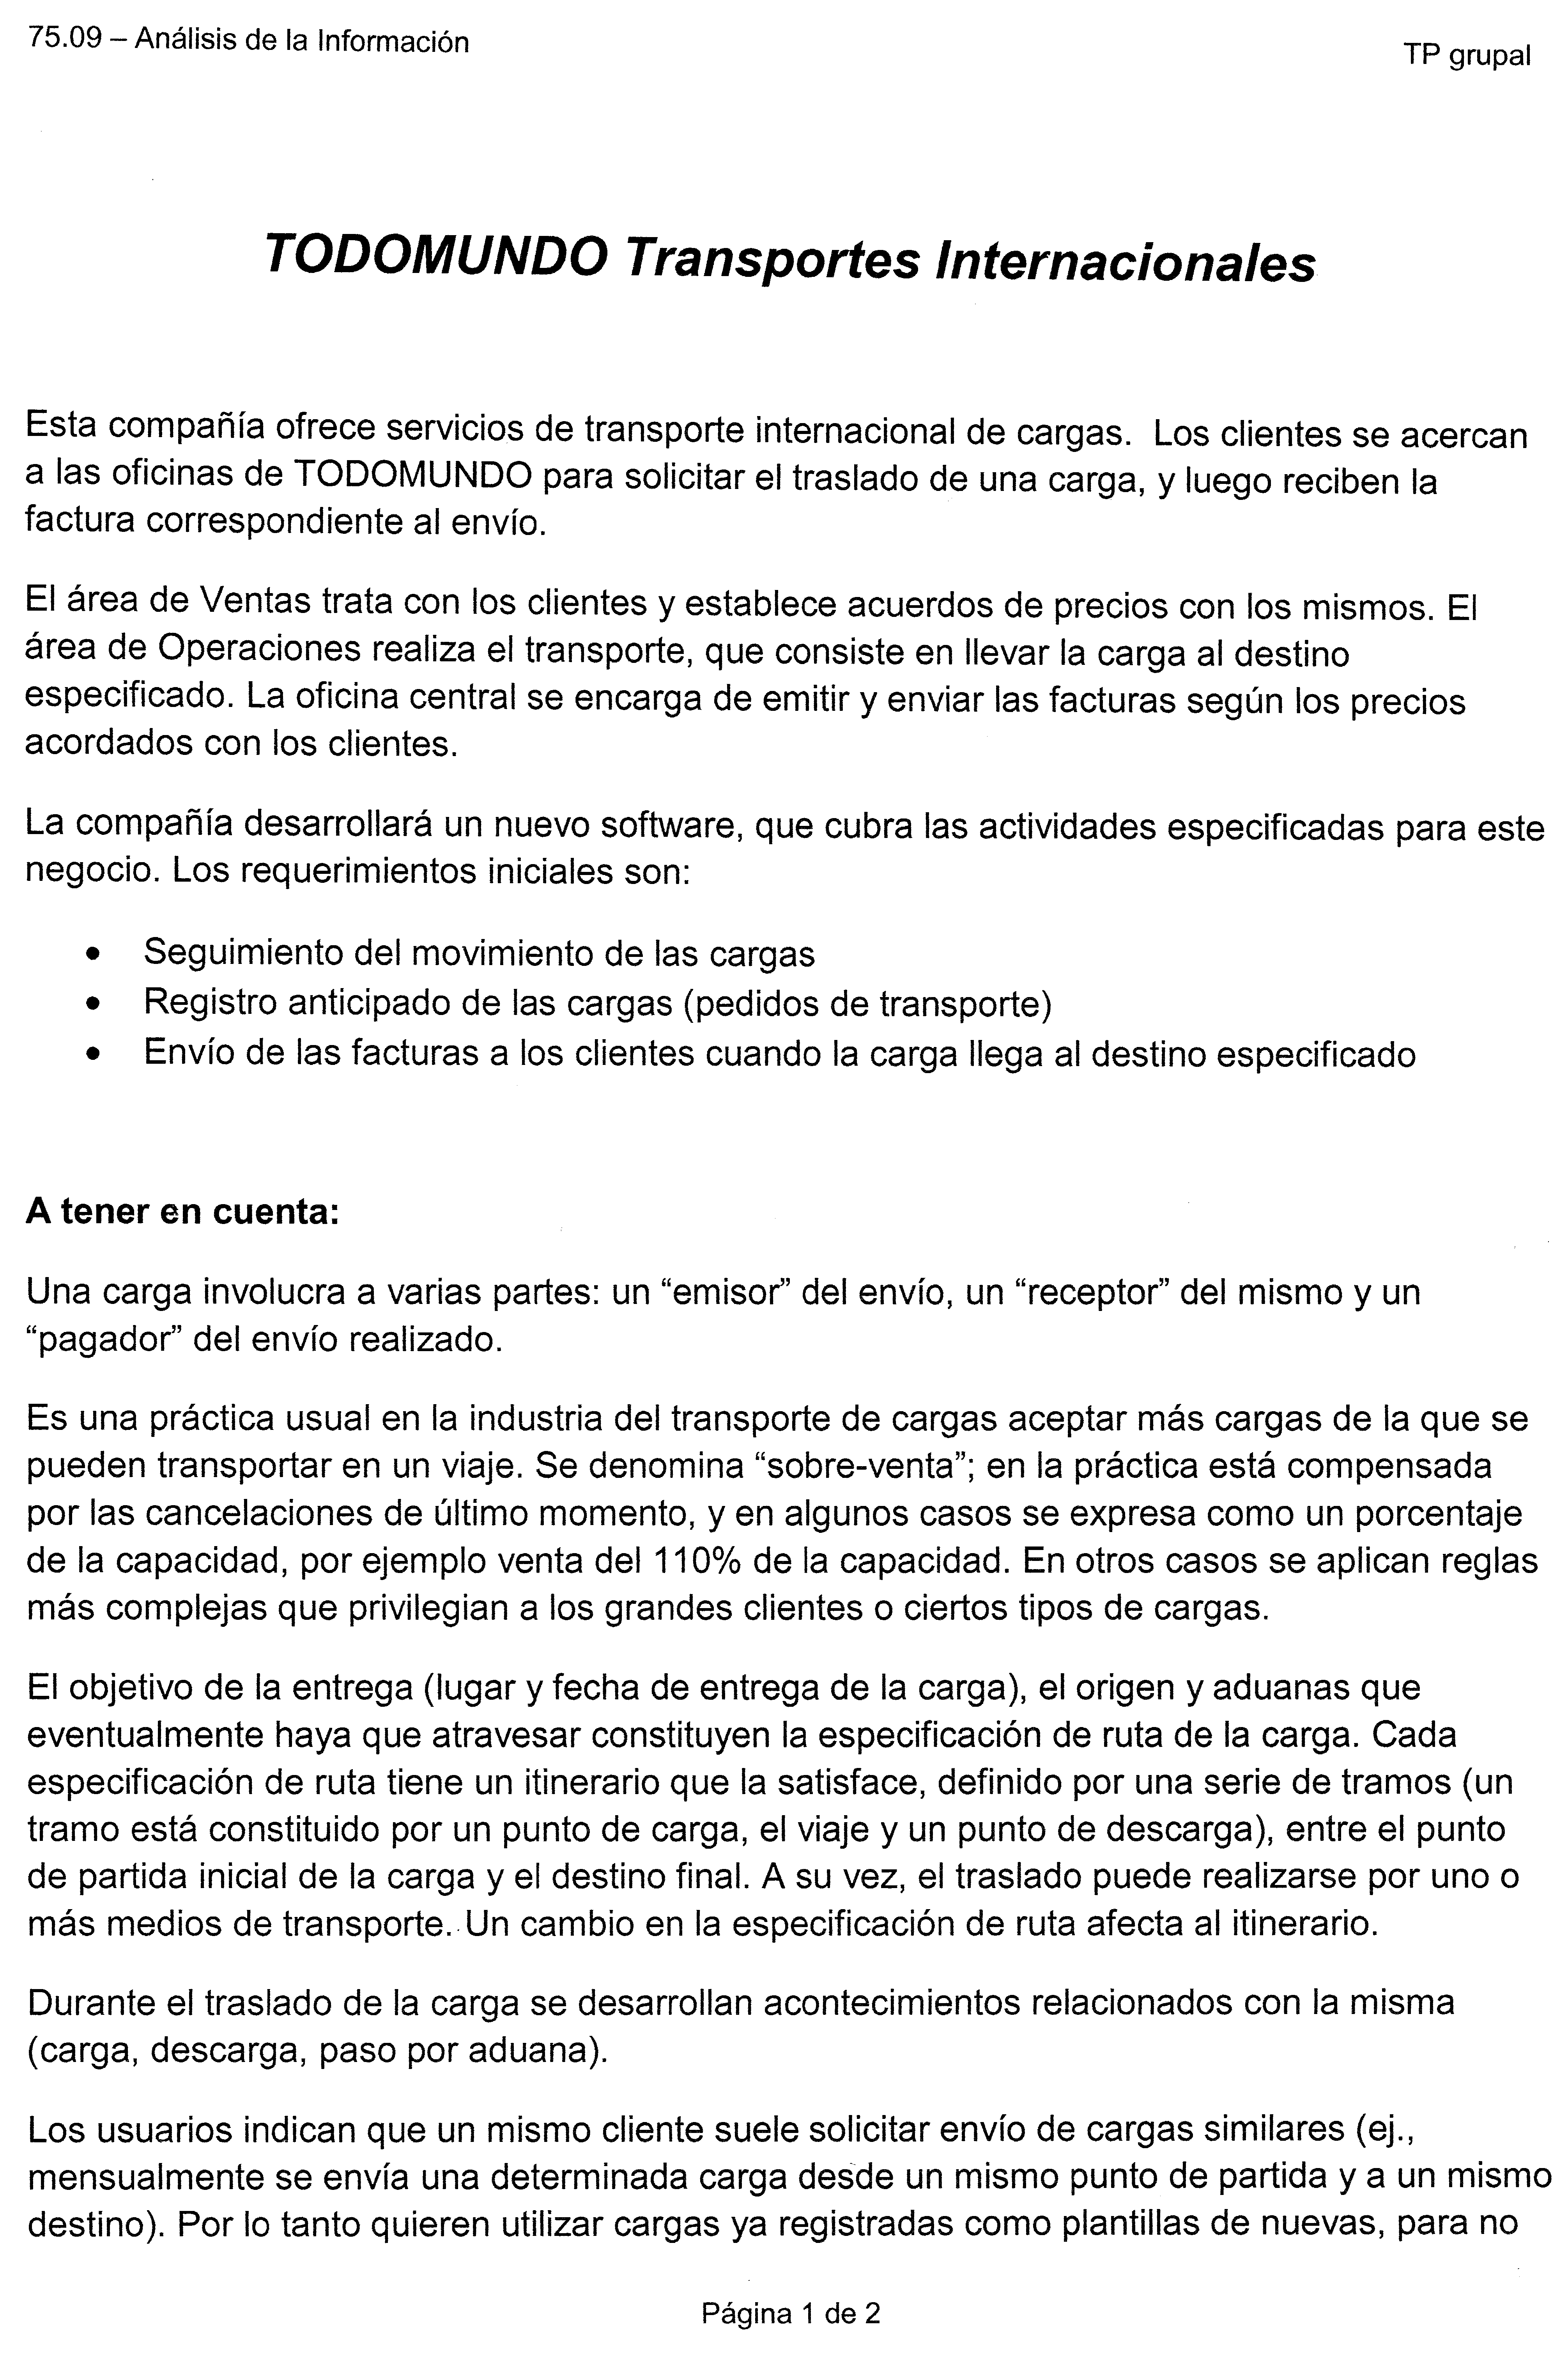 75.09 – Análisis de la Información
TP grupal
TODOMUNDO Transportes Internacionales
Esta compañía ofrece servicios de transporte internacional de cargas.  Los clientes se acercan
a las oficinas de TODOMUNDO para solicitar el traslado de una carga, y luego reciben la
factura correspondiente al envío.
El área de Ventas trata con los clientes y establece acuerdos de precios con los mismos. El
área de Operaciones realiza el transporte, que consiste en llevar la carga al destino
especificado. La oficina central se encarga de emitir y enviar las facturas según los precios
acordados con los clientes.
La compañía desarrollará un nuevo software, que cubra las actividades especificadas para este
negocio. Los requerimientos iniciales son:
• Seguimiento del movimiento de las cargas
• Registro anticipado de las cargas (pedidos de transporte)
• Envío de las facturas a los clientes cuando la carga llega al destino especificado
A tener en cuenta:
Una carga involucra a varias partes: un “emisor” del envío, un “receptor” del mismo y un
“pagador” del envío realizado.
Es una práctica usual en la industria del transporte de cargas aceptar más cargas de la que se
pueden transportar en un viaje. Se denomina “sobre-venta”; en la práctica está compensada
por las cancelaciones de último momento, y en algunos casos se expresa como un porcentaje
de la capacidad, por ejemplo venta del 110% de la capacidad. En otros casos se aplican reglas
más complejas que privilegian a los grandes clientes o ciertos tipos de cargas.
El objetivo de la entrega (lugar y fecha de entrega de la carga), el origen y aduanas que
eventualmente haya que atravesar constituyen la especificación de ruta de la carga. Cada
especificación de ruta tiene un itinerario que la satisface, definido por una serie de tramos (un
tramo está constituido por un punto de carga, el viaje y un punto de descarga), entre el punto
de partida inicial de la carga y el destino final. A su vez, el traslado puede realizarse por uno o
más medios de transporte. Un cambio en la especificación de ruta afecta al itinerario.
Durante el traslado de la carga se desarrollan acontecimientos relacionados con la misma
(carga, descarga, paso por aduana).
Los usuarios indican que un mismo cliente suele solicitar envío de cargas similares (ej.,
mensualmente se envía una determinada carga desde un mismo punto de partida y a un mismo
destino). Por lo tanto quieren utilizar cargas ya registradas como plantillas de nuevas, para no
Página 1 de 2